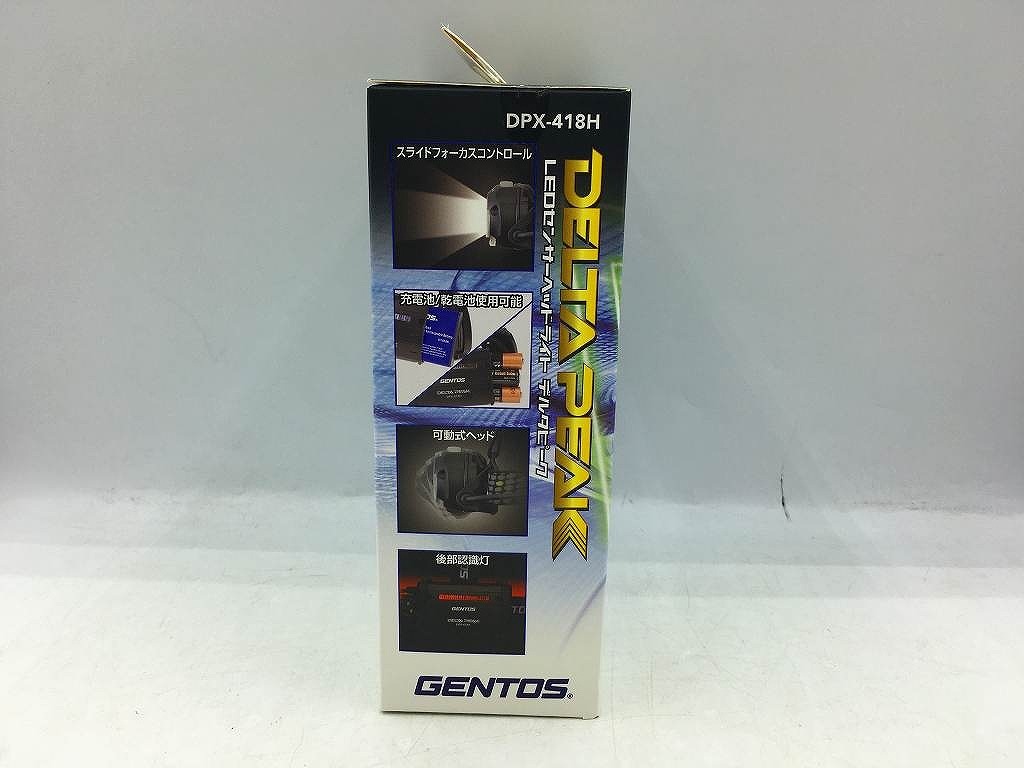 DPX-418H
DELTA PEAK
LEDセンサーヘッドライト デルタピーク
スライドフォーカスコントロール
充電池/乾電池使用可能
GENTOS
可動式ヘッド
後部認識灯
GENTOS
GENTOS®